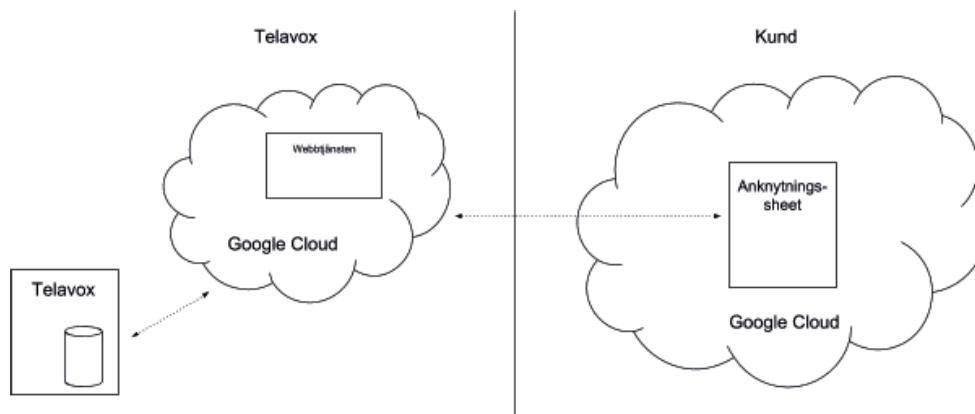 Telavox
Kund
Webbtjänsten
Anknytnings-
sheet
Google Cloud
Telavox
Google Cloud